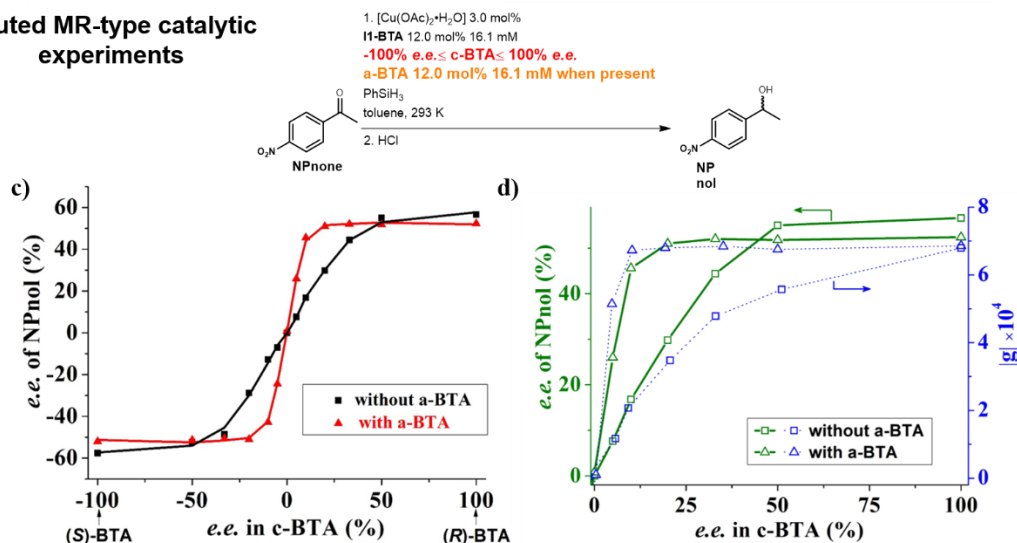 uted MR-type catalytic
experiments
1. [Cu(OAc)₂•H₂O] 3.0 mol%
l1-BTA 12.0 mol% 16.1 mM
-100% e.e.≤ c-BTA≤ 100% e.e.
a-BTA 12.0 mol% 16.1 mM when present
PhSiH₃
toluene, 293 K
2. HCl
O
O₂N
NPnone
OH
O₂N
NP
nol
c)
e.e. of NPnol (%)
60
40
20
0
-20
-40
-60
without a-BTA
with a-BTA
-100
-50
0
50
100
(S)-BTA
e.e. in c-BTA (%)
(R)-BTA
d)
e.e. of NPnol (%)
40
20
0
8
6
4
2
0
|g| ×10⁴
without a-BTA
with a-BTA
0
25
50
75
100
e.e. in c-BTA (%)